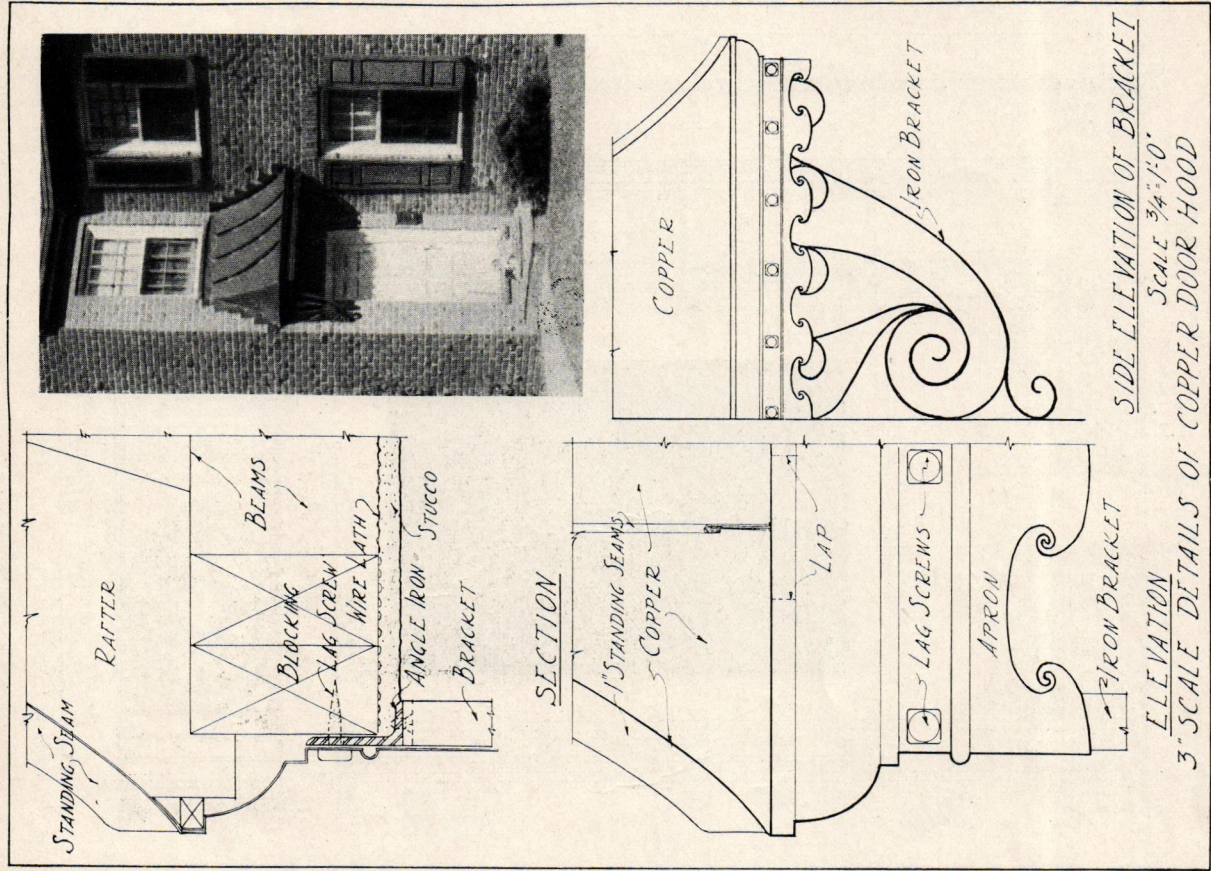 STANDING SEAM
RAFTER
BEAMS
BLOCKING
LAG SCREW
WIRE LATH
STUCCO
ANGLE IRON
BRACKET
SECTION
COPPER
IRON BRACKET
SIDE ELEVATION OF BRACKET
SCALE 3/4"=1'-0"
1" STANDING SEAMS
COPPER
LAP
LAG SCREWS
APRON
IRON BRACKET
ELEVATION
3" SCALE DETAILS OF COPPER DOOR HOOD